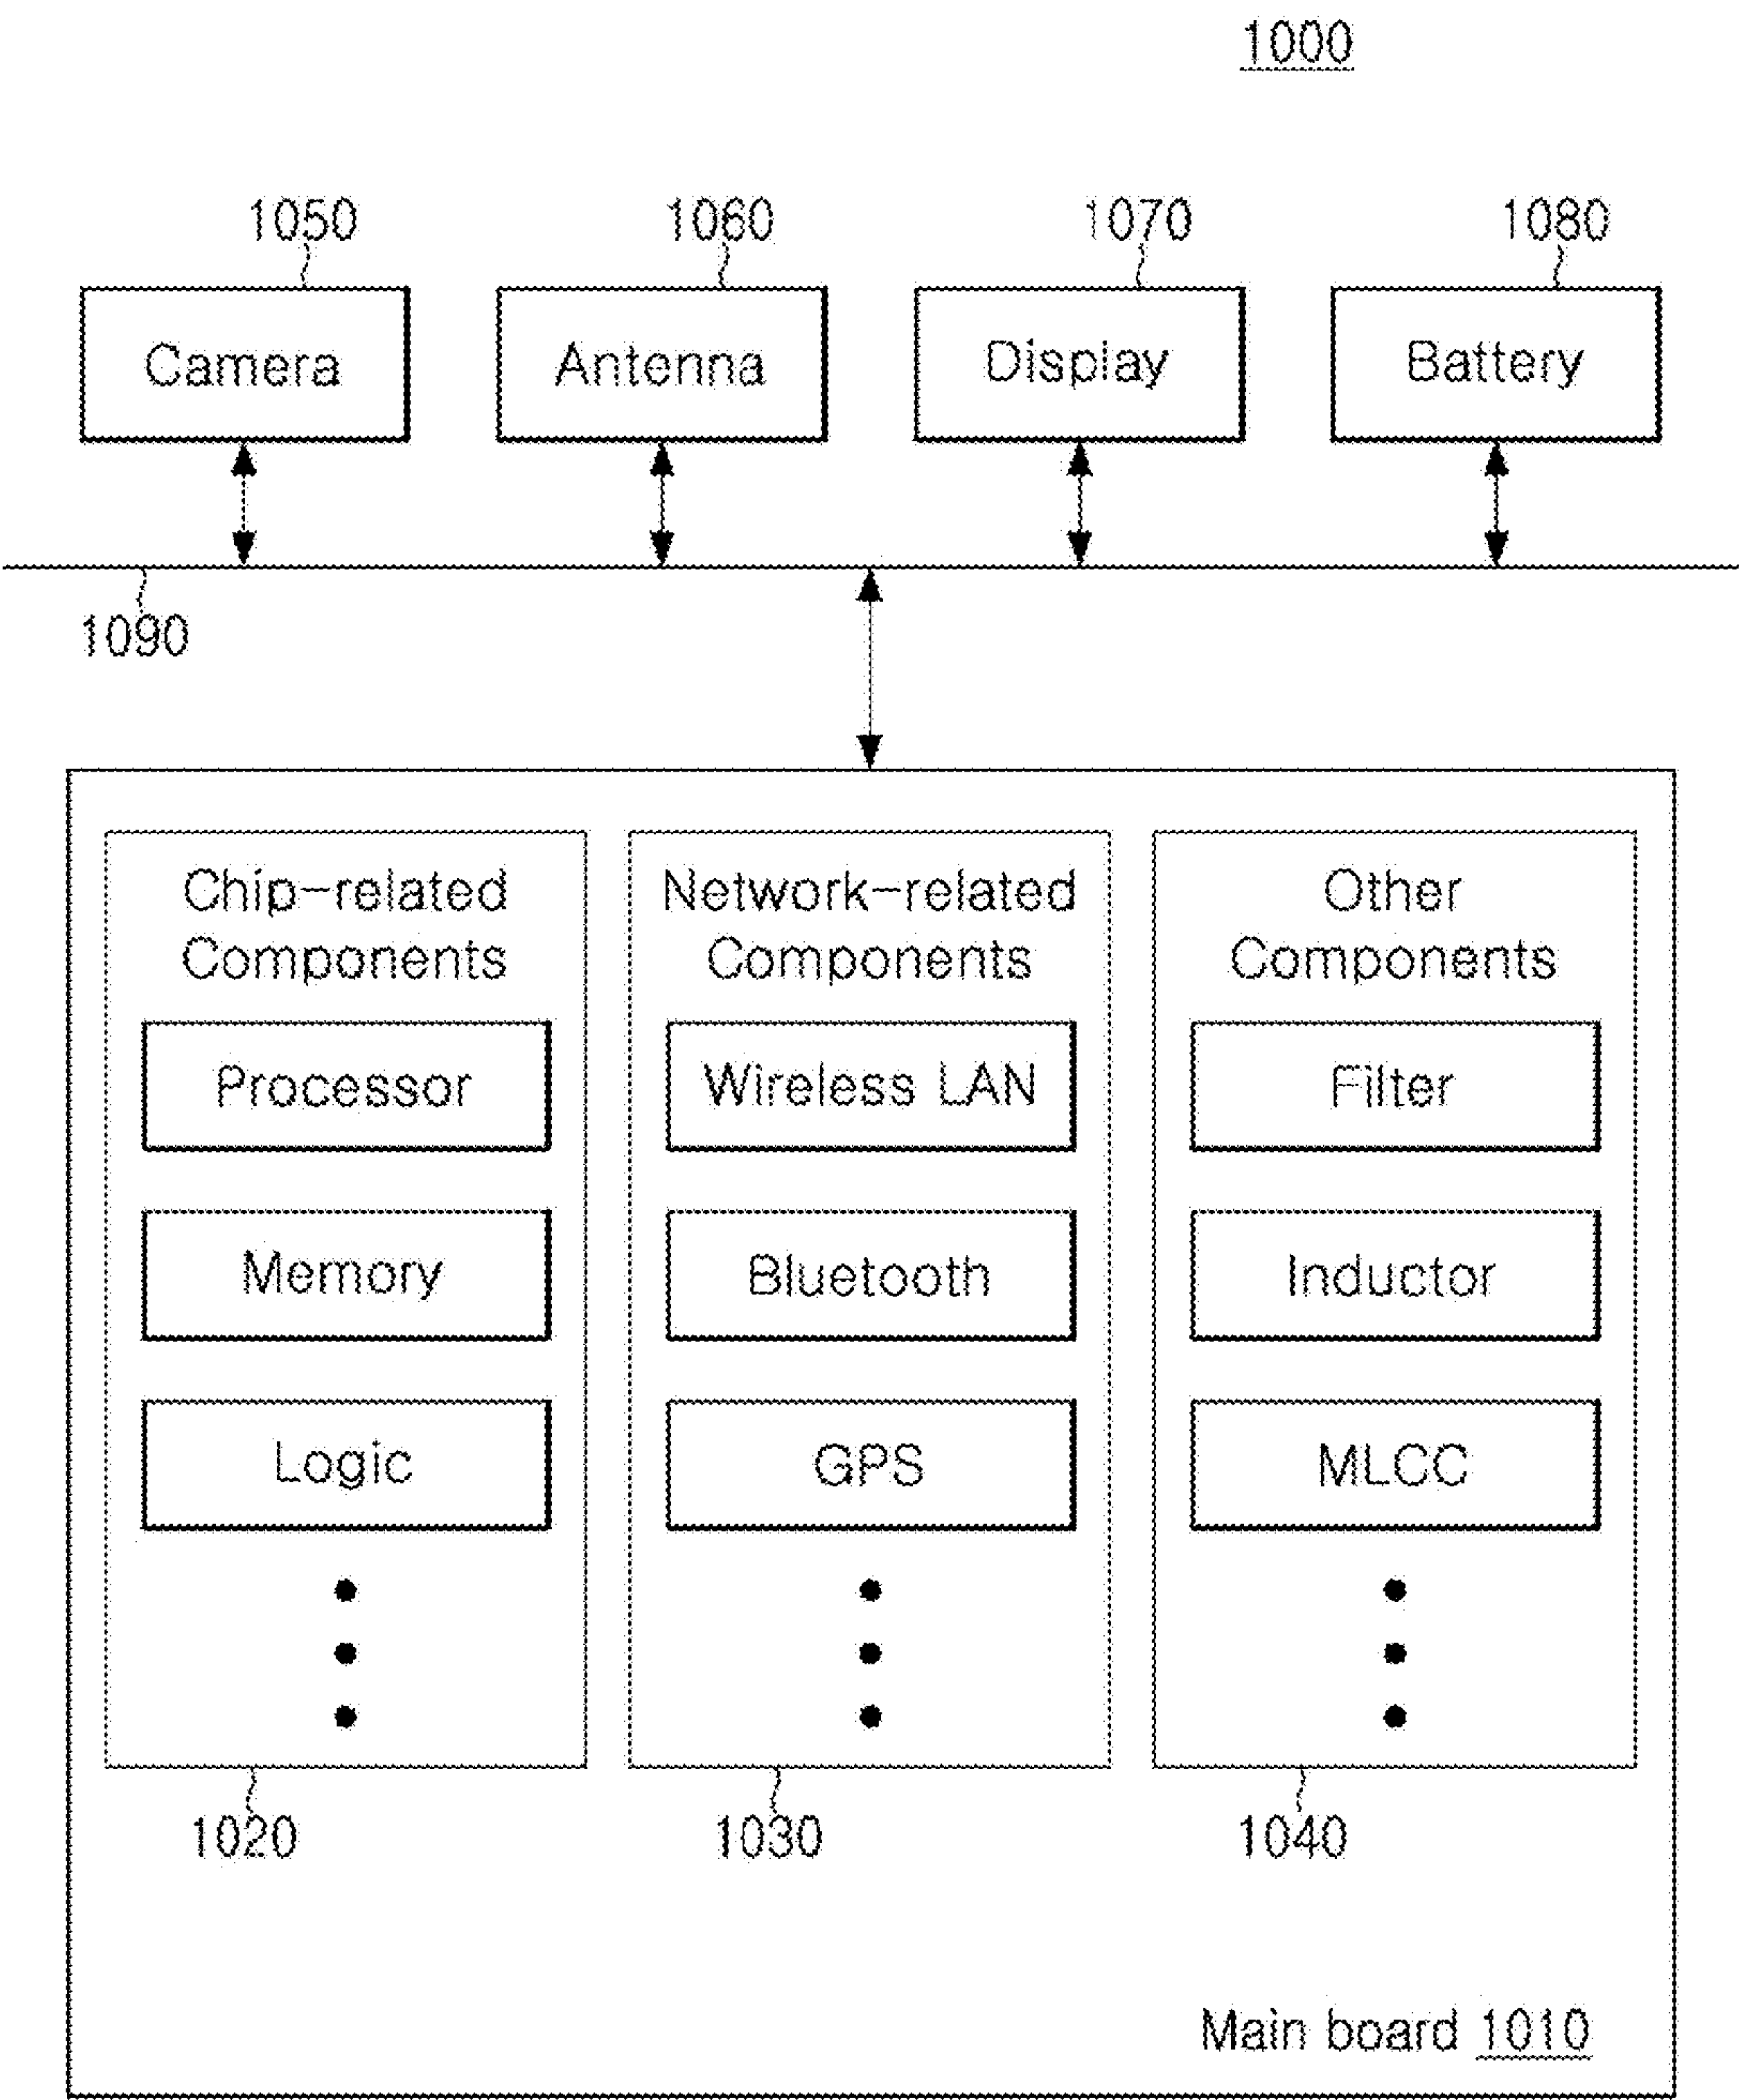 1000
1050
1060
1070
1080
Camera
Antenna
Display
Battery
1090
Chip-related
Components
Processor
Memory
Logic
1020
Network-related
Components
Wireless LAN
Bluetooth
GPS
1030
Other
Components
Filter
Inductor
MLCC
1040
Main board 1010